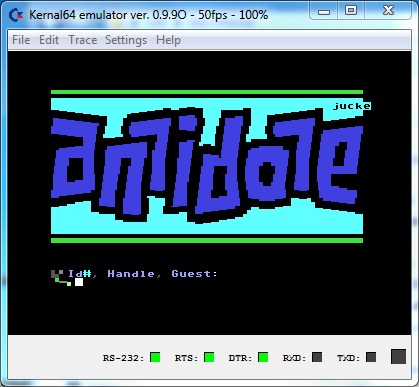 Kernal64 emulator ver. 0.9.9O - 50fps - 100%
File Edit Trace Settings Help
jucke
antidote
Id#, Handle, Guest:
RS-232: RTS: DTR: RXD: TXD: